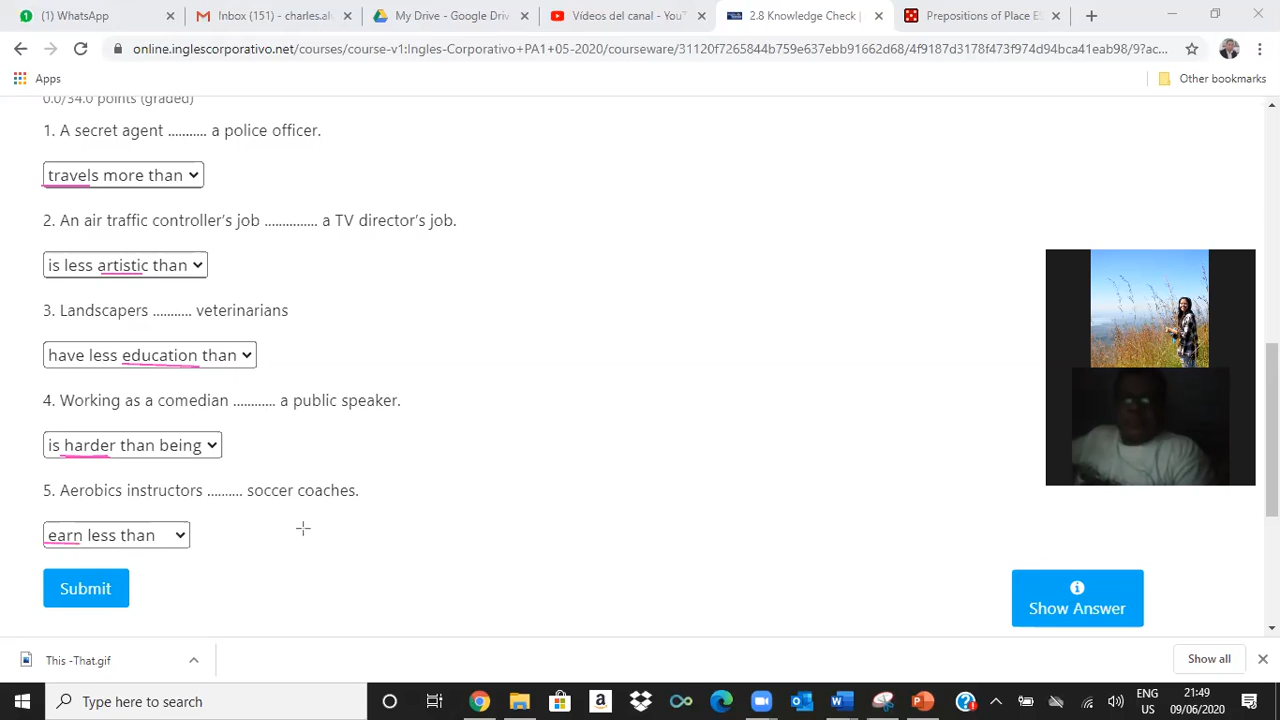 (1) WhatsApp
Inbox (151) - charles.al
My Drive - Google Dri
Vídeos del canal - YouT
2.8 Knowledge Check |
Prepositions of Place E
online.inglescorporativo.net/courses/course-v1:Ingles-Corporativo+PA1+05-2020/courseware/31120f7265844b759e637ebb91662d68/4f9187d3178f473f974d94bca41eab98/9?ac...
Apps
Other bookmarks
0.0/34.0 points (graded)
1. A secret agent ........... a police officer.
travels more than
2. An air traffic controller's job ............... a TV director's job.
is less artistic than
3. Landscapers ........... veterinarians
have less education than
4. Working as a comedian ............ a public speaker.
is harder than being
5. Aerobics instructors .......... soccer coaches.
earn less than
Submit
Show Answer
This -That.gif
Show all
Type here to search
ENG
US
21:49
09/06/2020